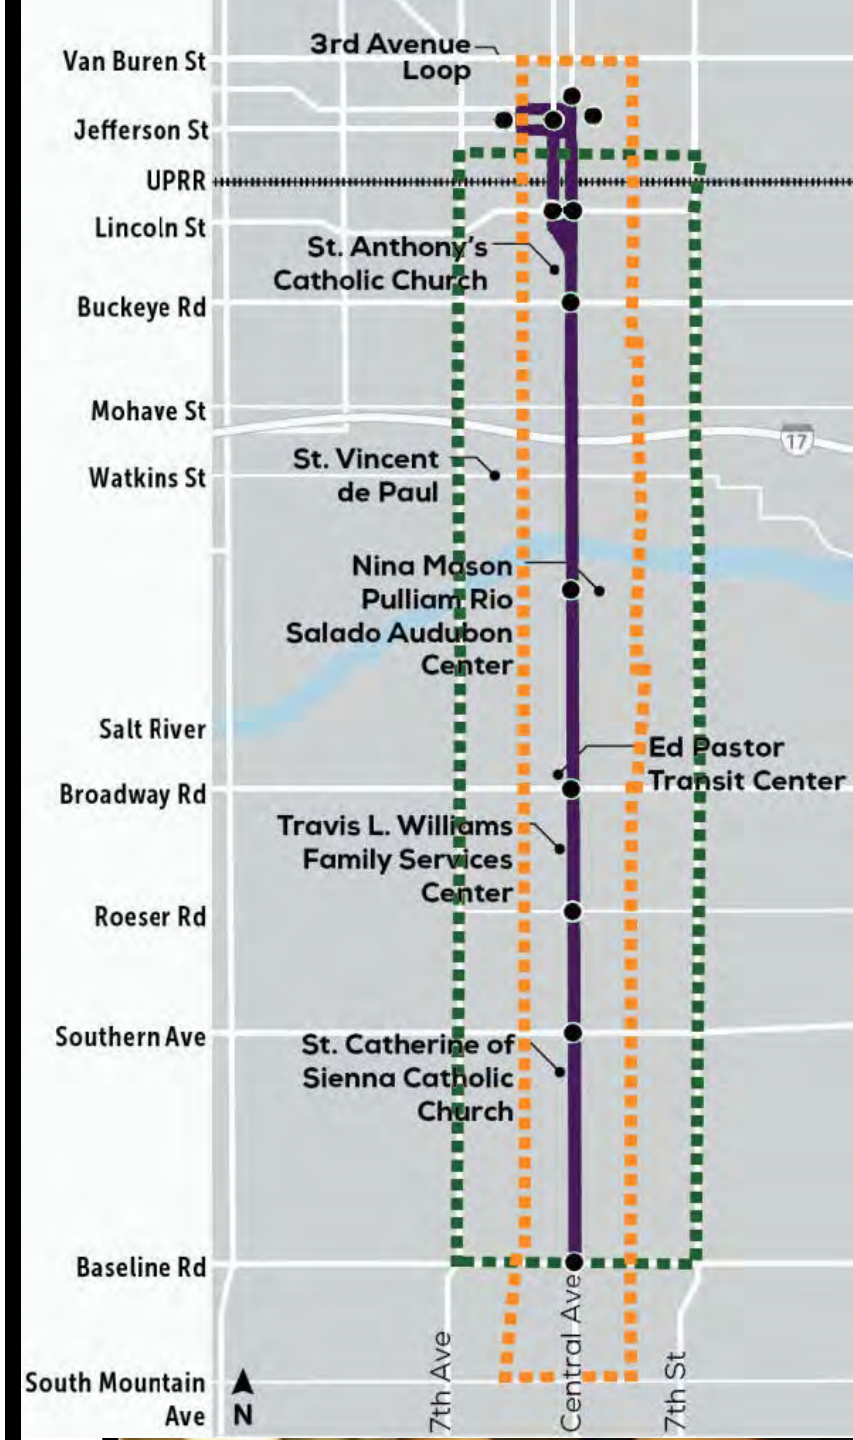 Van Buren St
3rd Avenue
Loop
Jefferson St
UPRR
Lincoln St
St. Anthony's
Catholic Church
Buckeye Rd
Mohave St
17
Watkins St
St. Vincent
de Paul
Nina Mason
Pulliam Rio
Salado Audubon
Center
Salt River
Ed Pastor
Transit Center
Broadway Rd
Travis L. Williams
Family Services
Center
Roeser Rd
Southern Ave
St. Catherine of
Sienna Catholic
Church
Baseline Rd
7th Ave
Central Ave
7th St
South Mountain
Ave
N